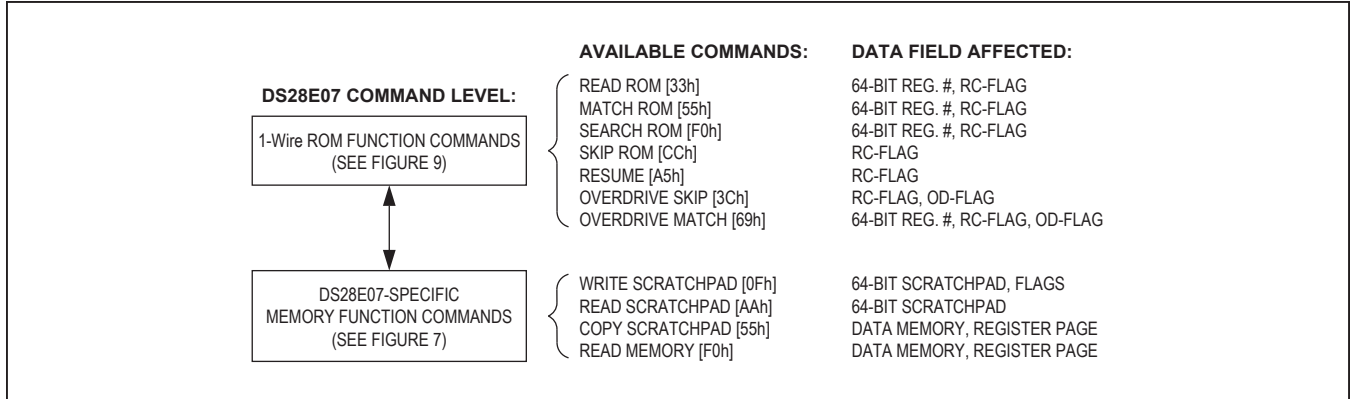 AVAILABLE COMMANDS: DATA FIELD AFFECTED:
DS28E07 COMMAND LEVEL:
1-Wire ROM FUNCTION COMMANDS
(SEE FIGURE 9)
READ ROM [33h] 64-BIT REG. #, RC-FLAG
MATCH ROM [55h] 64-BIT REG. #, RC-FLAG
SEARCH ROM [F0h] 64-BIT REG. #, RC-FLAG
SKIP ROM [CCh] RC-FLAG
RESUME [A5h] RC-FLAG
OVERDRIVE SKIP [3Ch] RC-FLAG, OD-FLAG
OVERDRIVE MATCH [69h] 64-BIT REG. #, RC-FLAG, OD-FLAG
DS28E07-SPECIFIC
MEMORY FUNCTION COMMANDS
(SEE FIGURE 7)
WRITE SCRATCHPAD [0Fh] 64-BIT SCRATCHPAD, FLAGS
READ SCRATCHPAD [AAh] 64-BIT SCRATCHPAD
COPY SCRATCHPAD [55h] DATA MEMORY, REGISTER PAGE
READ MEMORY [F0h] DATA MEMORY, REGISTER PAGE